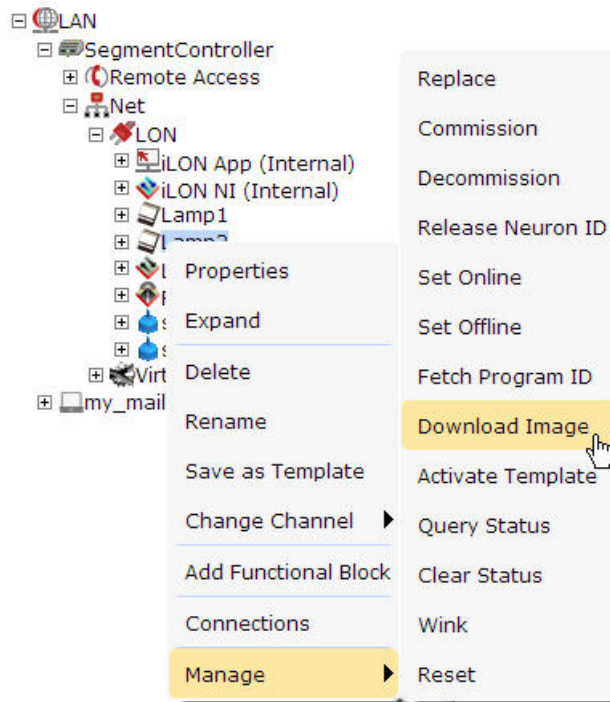 LAN
SegmentController
Remote Access
Net
LON
iLON App (Internal)
iLON NI (Internal)
Lamp1
Virt
my_mail
Properties
Expand
Delete
Rename
Save as Template
Change Channel
Add Functional Block
Connections
Manage
Replace
Commission
Decommission
Release Neuron ID
Set Online
Set Offline
Fetch Program ID
Download Image
Activate Template
Query Status
Clear Status
Wink
Reset